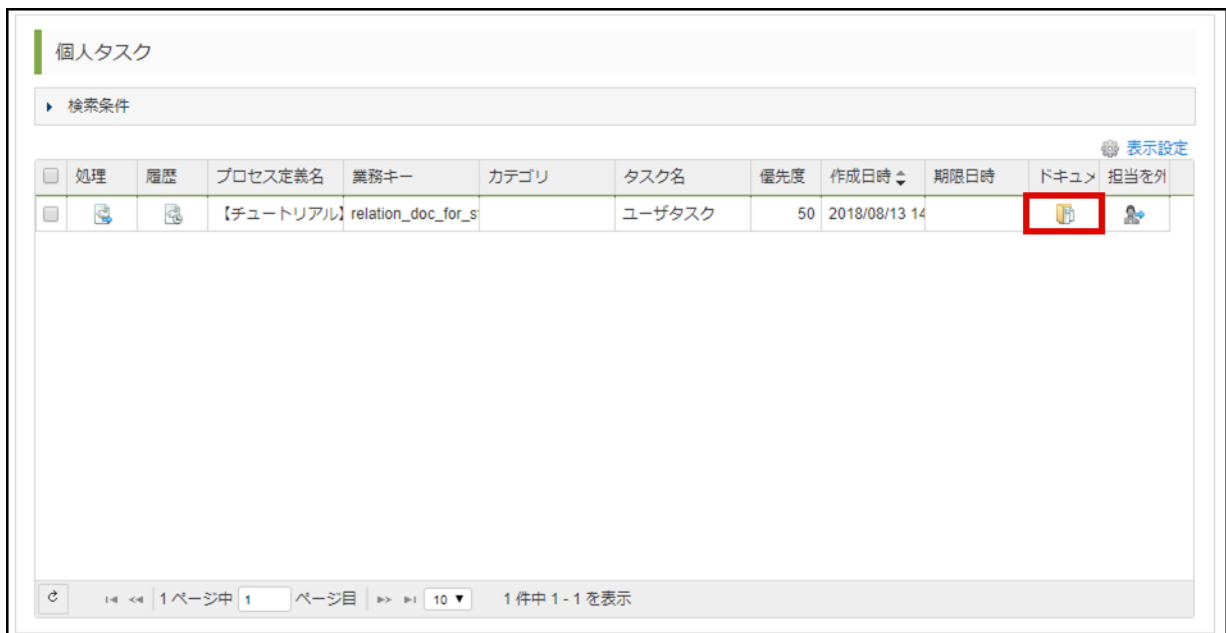 個人タスク
検索条件
表示設定
処理 履歴 プロセス定義名 業務キー カテゴリ タスク名 優先度 作成日時 期限日時 ドキュメ 担当を外
【チュートリアル】 relation_doc_for_s ユーザタスク 50 2018/08/13 14
1 ページ中 1 ページ目 10 1 件中 1 - 1 を表示